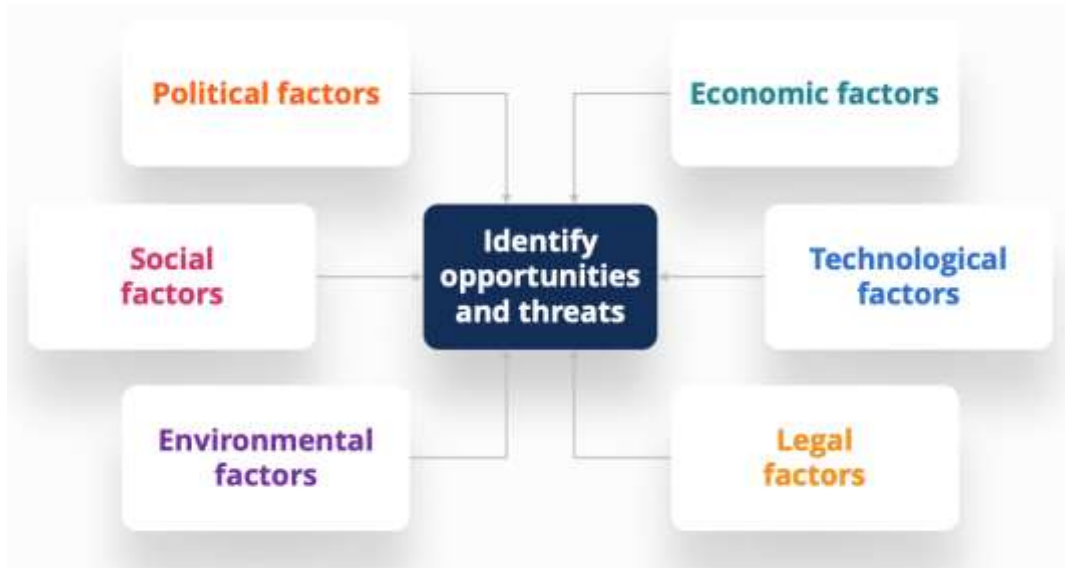 Political factors
Economic factors
Social
factors
Identify
opportunities
and threats
Technological
factors
Environmental
factors
Legal
factors